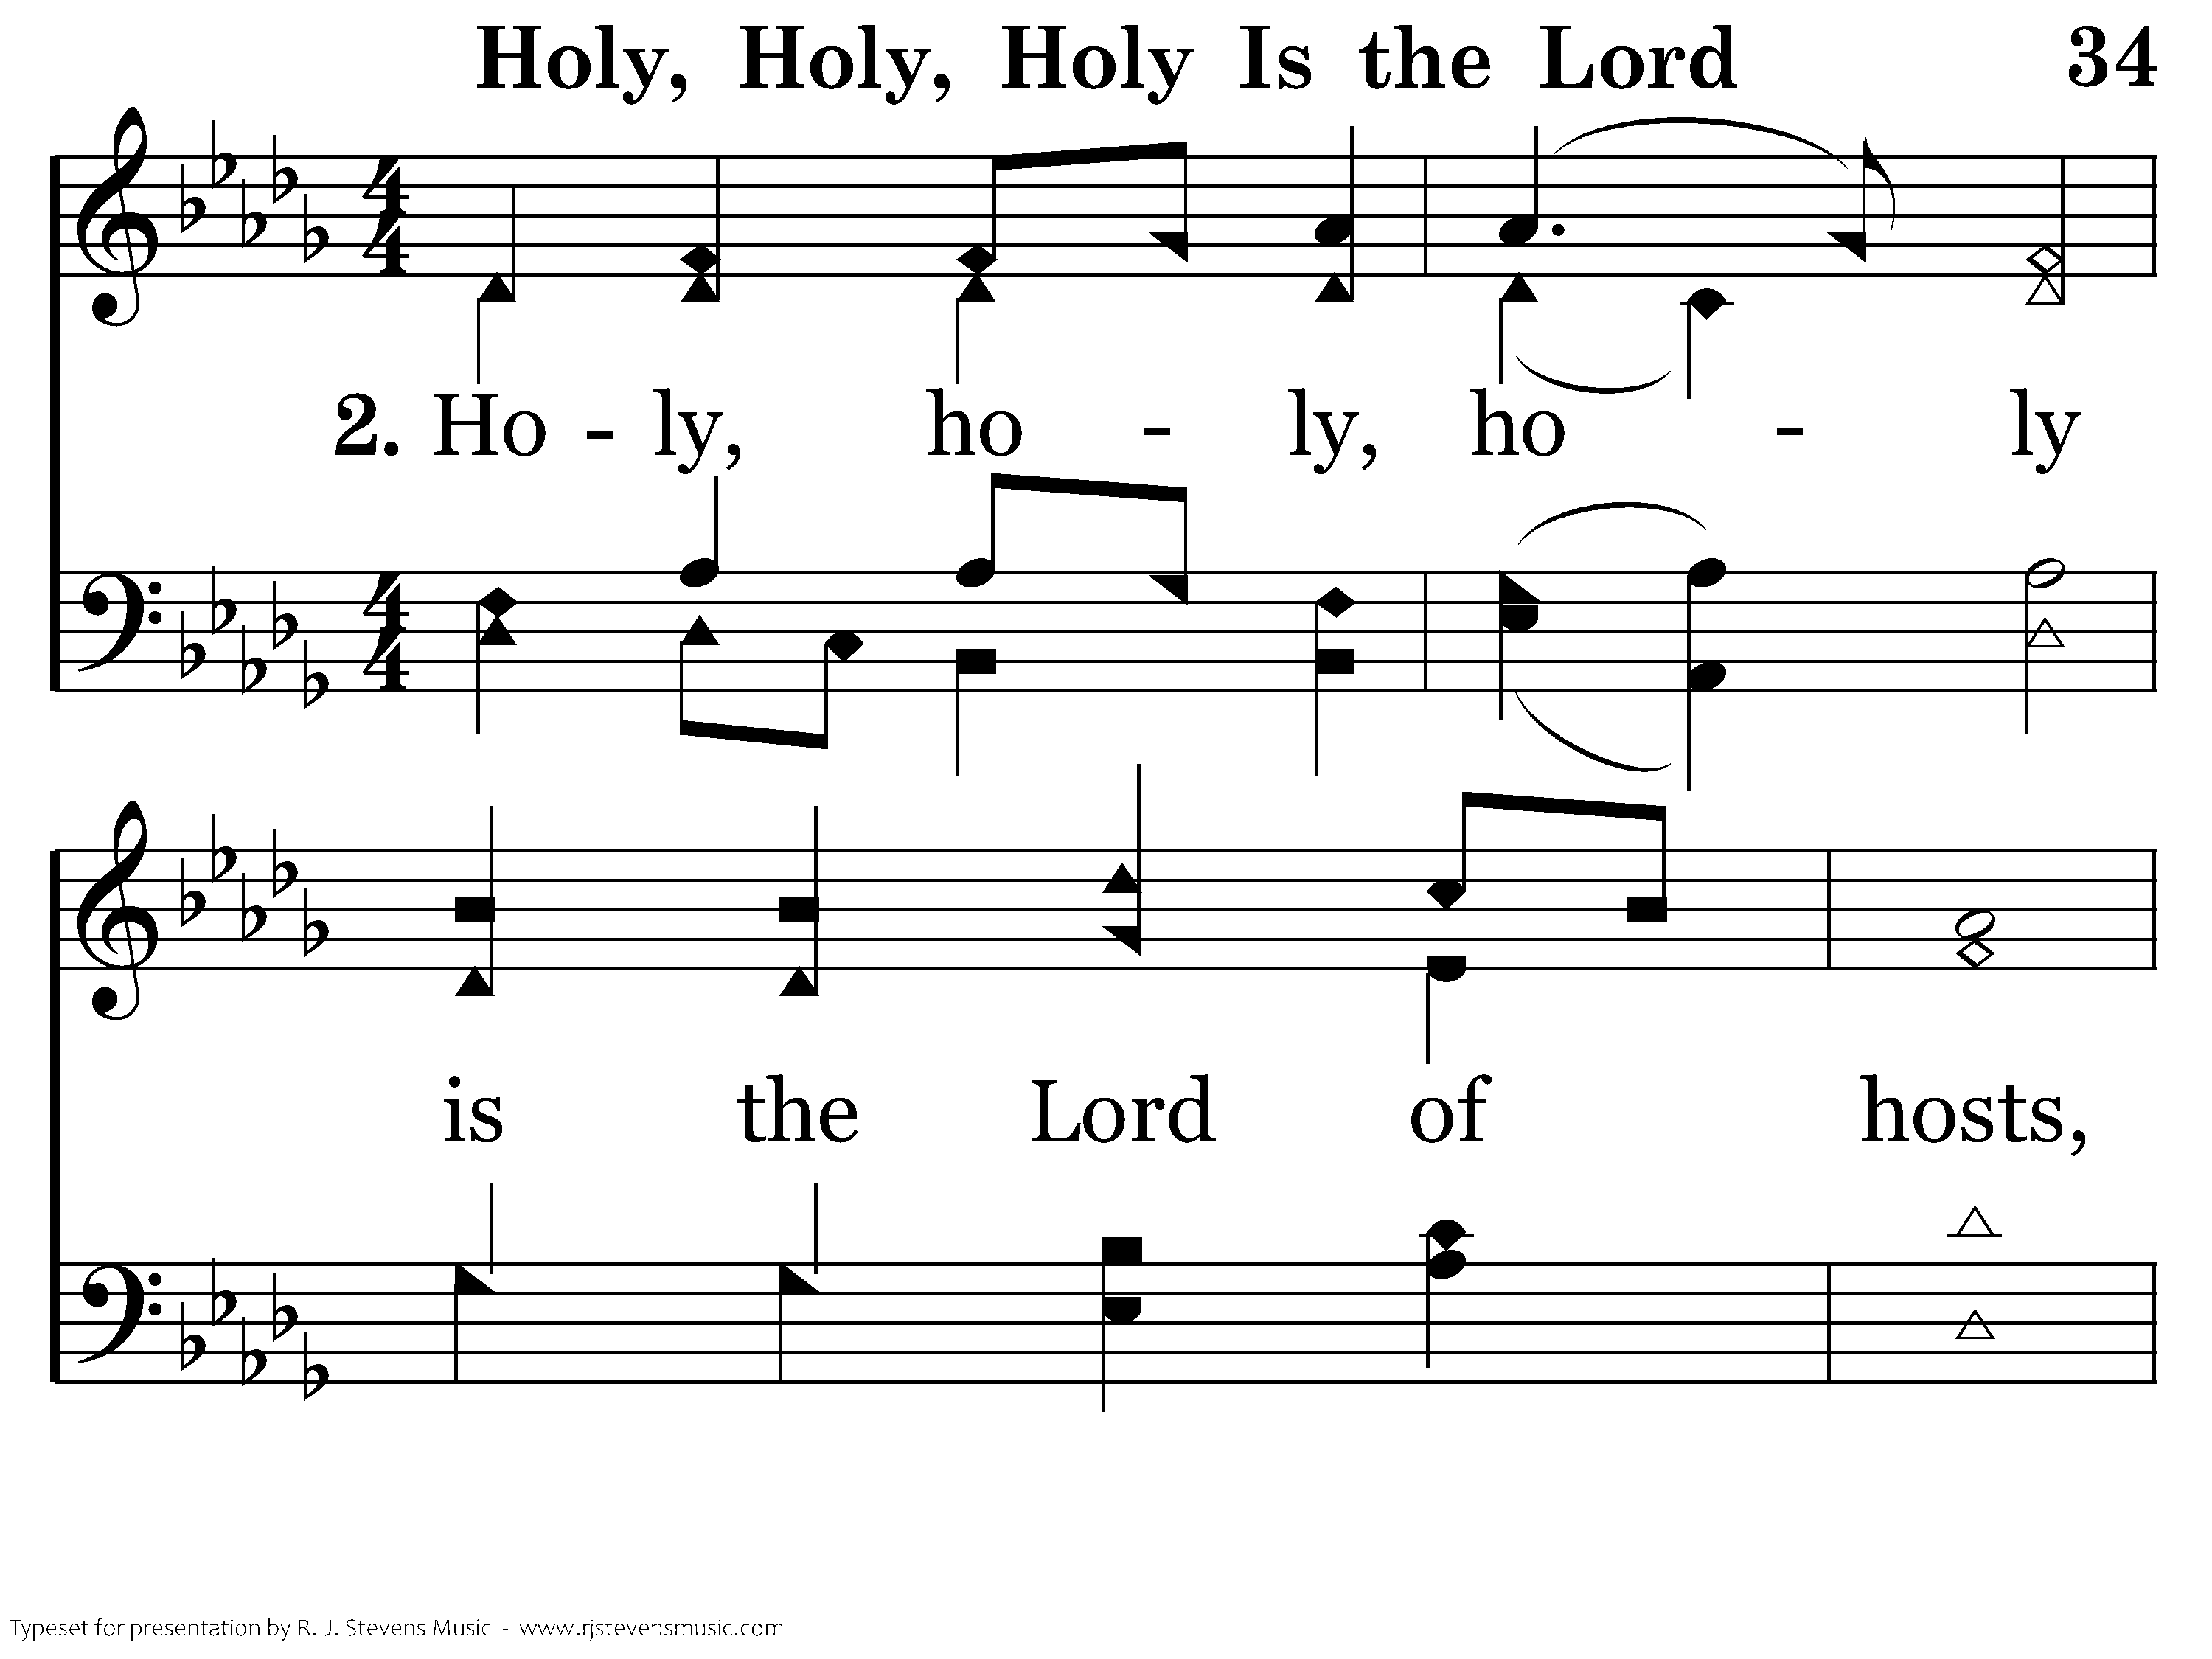 Holy, Holy, Holy Is the Lord 34
2. Ho - ly, ho - ly, ho - ly
is the Lord of hosts,
Typeset for presentation by R. J. Stevens Music - www.rjstevensmusic.com